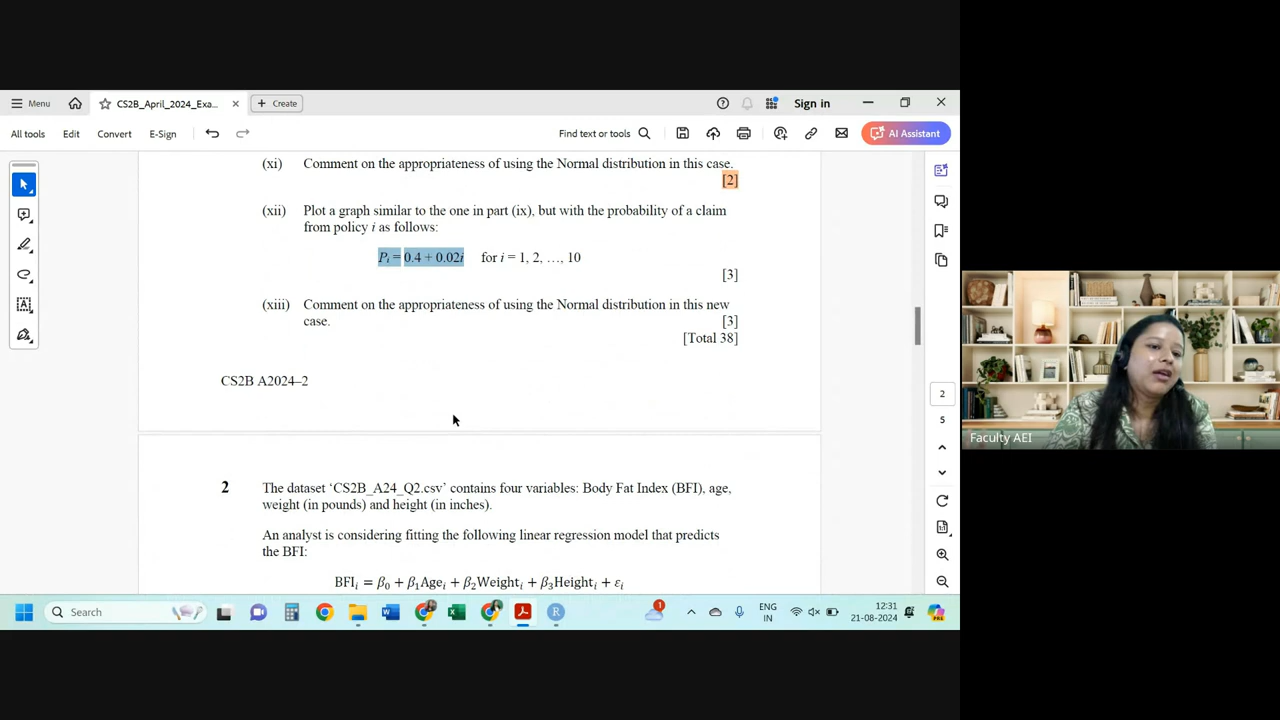 Menu
CS2B_April_2024_Exa...
Create
Sign in
All tools
Edit
Convert
E-Sign
Find text or tools
AI Assistant
(xi) Comment on the appropriateness of using the Normal distribution in this case.
[2]
(xii) Plot a graph similar to the one in part (ix), but with the probability of a claim
from policy i as follows:
Pᵢ = 0.4 + 0.02i for i = 1, 2, …, 10
[3]
(xiii) Comment on the appropriateness of using the Normal distribution in this new
case. [3]
[Total 38]
CS2B A2024–2
2
5
2 The dataset ‘CS2B_A24_Q2.csv’ contains four variables: Body Fat Index (BFI), age,
weight (in pounds) and height (in inches).
An analyst is considering fitting the following linear regression model that predicts
the BFI:
BFIᵢ = β₀ + β₁Ageᵢ + β₂Weightᵢ + β₃Heightᵢ + εᵢ
Faculty AEI
Search
1
ENG
IN
12:31
21-08-2024